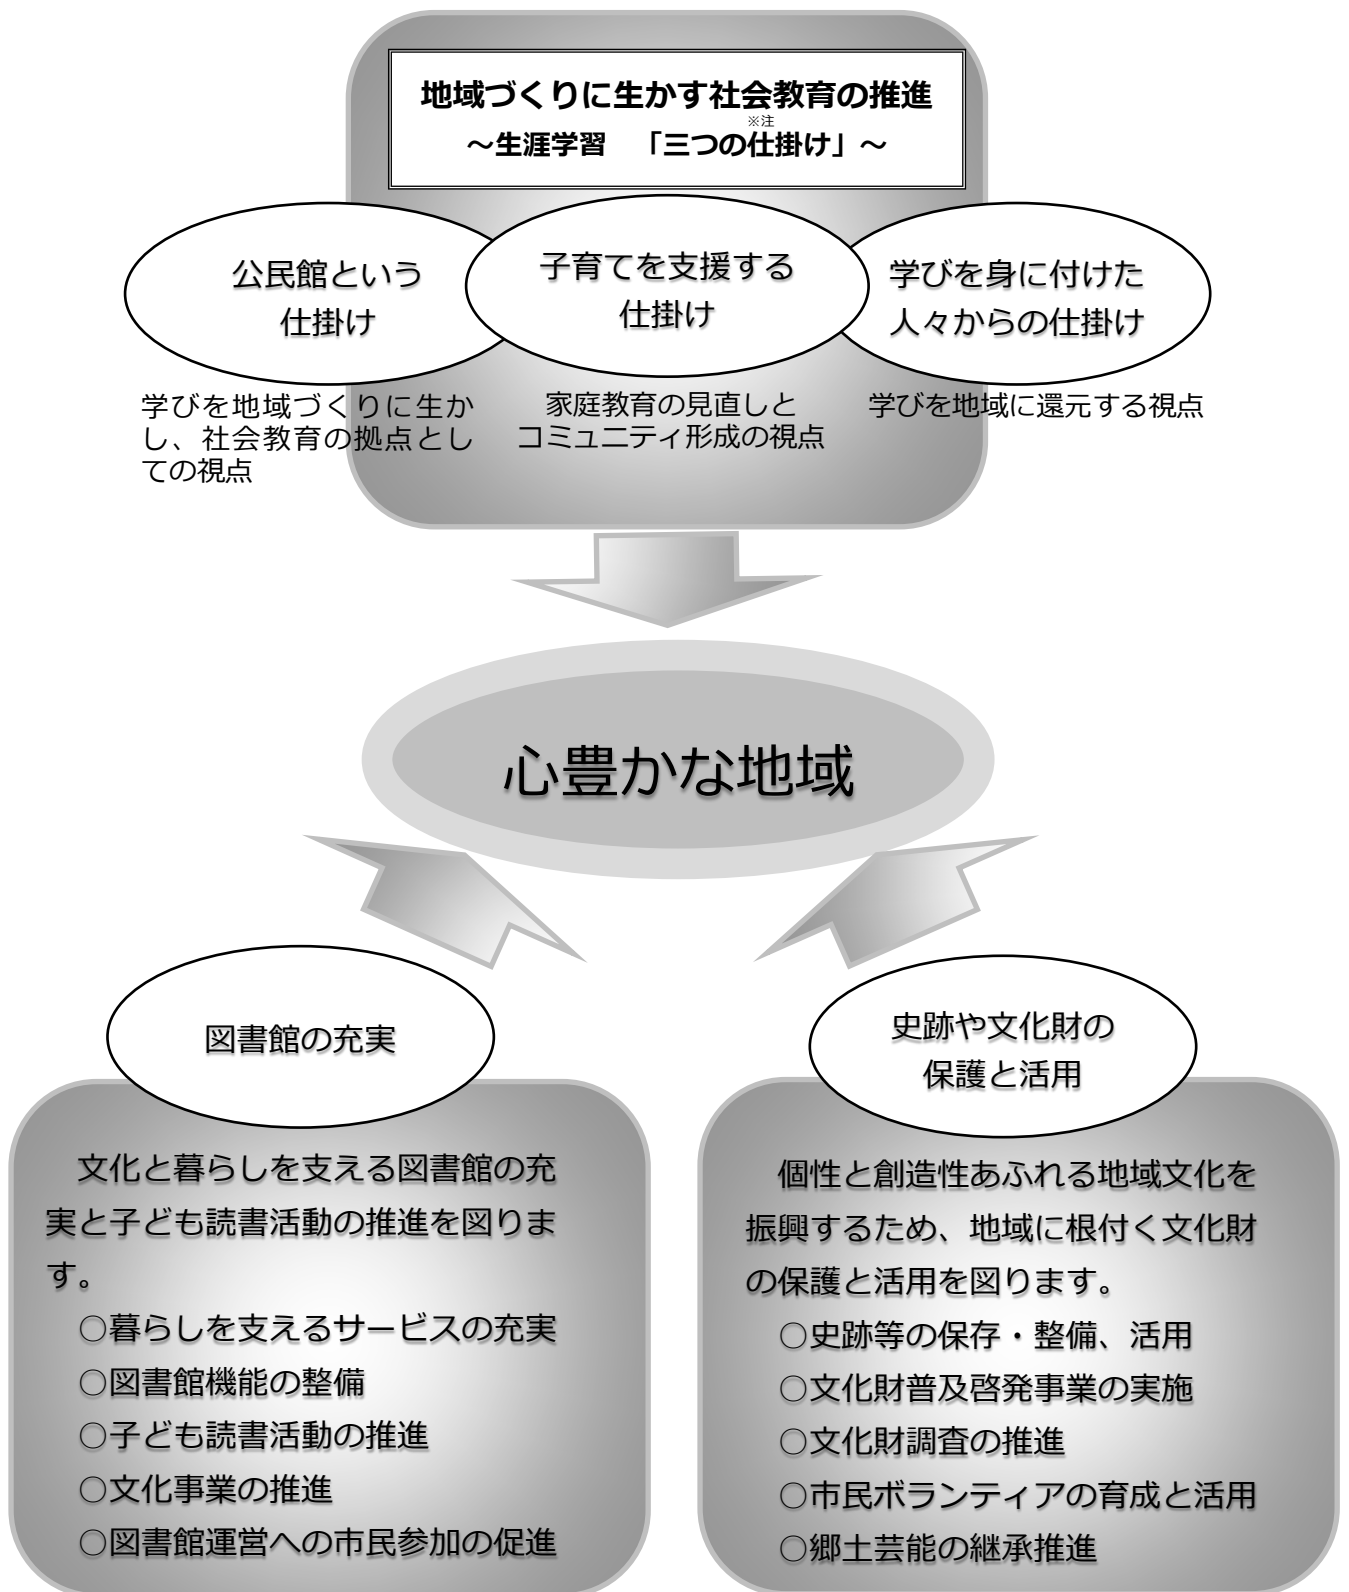 地域づくりに生かす社会教育の推進
※注
～生涯学習　「三つの仕掛け」～
公民館という
仕掛け
子育てを支援する
仕掛け
学びを身に付けた
人々からの仕掛け
学びを地域づくりに生か
し、社会教育の拠点とし
ての視点
家庭教育の見直しと
コミュニティ形成の視点
学びを地域に還元する視点
心豊かな地域
図書館の充実
文化と暮らしを支える図書館の充
実と子ども読書活動の推進を図りま
す。
○暮らしを支えるサービスの充実
○図書館機能の整備
○子ども読書活動の推進
○文化事業の推進
○図書館運営への市民参加の促進
史跡や文化財の
保護と活用
個性と創造性あふれる地域文化を
振興するため、地域に根付く文化財
の保護と活用を図ります。
○史跡等の保存・整備、活用
○文化財普及啓発事業の実施
○文化財調査の推進
○市民ボランティアの育成と活用
○郷土芸能の継承推進